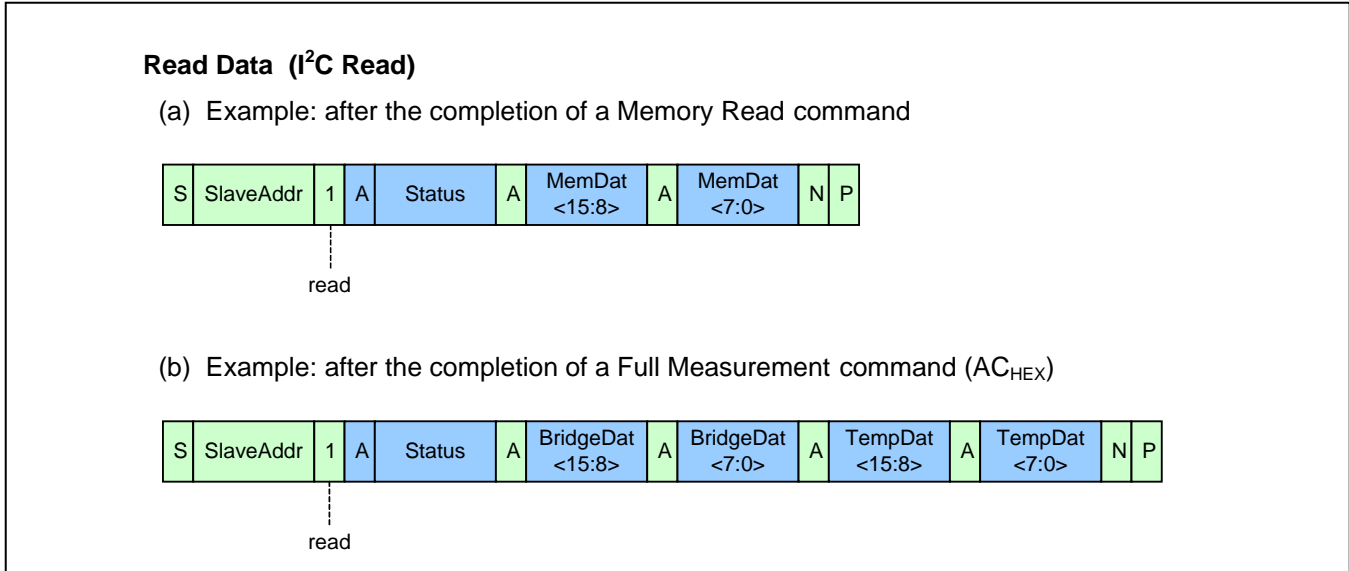 Read Data (I²C Read)
(a) Example: after the completion of a Memory Read command
S SlaveAddr 1 A Status A MemDat <15:8> A MemDat <7:0> N P
read
(b) Example: after the completion of a Full Measurement command (AC_HEX)
S SlaveAddr 1 A Status A BridgeDat <15:8> A BridgeDat <7:0> A TempDat <15:8> A TempDat <7:0> N P
read